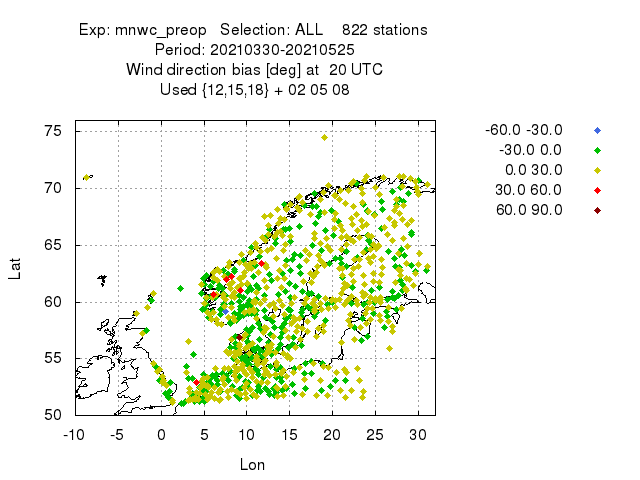 Exp: mnwc_preop   Selection: ALL    822 stations
Period: 20210330-20210525
Wind direction bias [deg] at  20 UTC
Used {12,15,18} + 02 05 08
-60.0 -30.0
-30.0 0.0
0.0 30.0
30.0 60.0
60.0 90.0
Lat
75
70
65
60
55
50
-10 -5 0 5 10 15 20 25 30
Lon